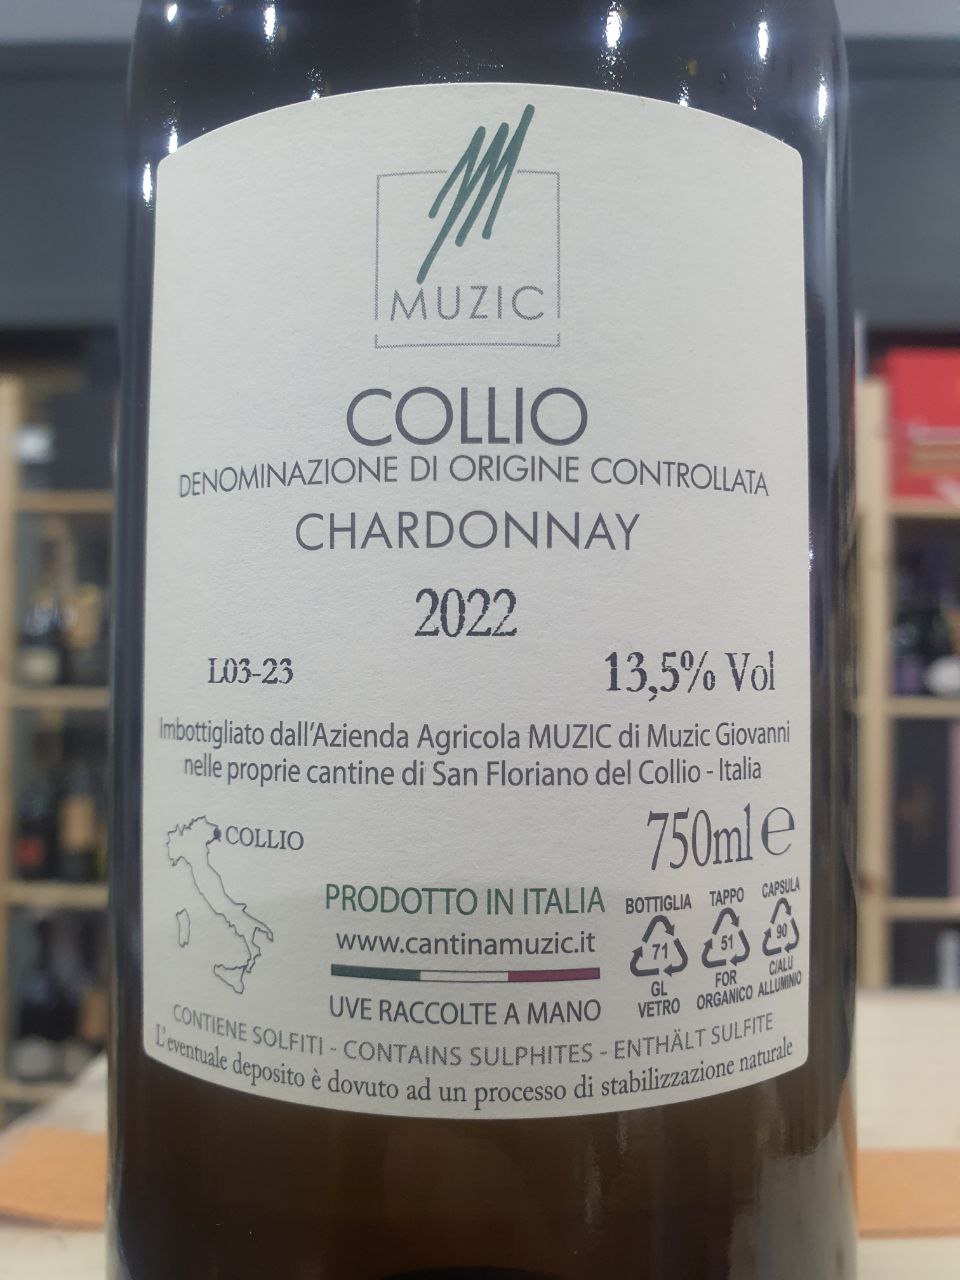 MUZIC
COLLIO
DENOMINAZIONE DI ORIGINE CONTROLLATA
CHARDONNAY
2022
L03-23
13,5% Vol
Imbottigliato dall'Azienda Agricola MUZIC di Muzic Giovanni
nelle proprie cantine di San Floriano del Collio - Italia
COLLIO
750ml e
PRODOTTO IN ITALIA
www.cantinamuzic.it
UVE RACCOLTE A MANO
BOTTIGLIA
71
GL
VETRO
TAPPO
51
FOR
ORGANICO
CAPSULA
90
C/ALU
ALLUMINIO
CONTIENE SOLFITI - CONTAINS SULPHITES - ENTHÄLT SULFITE
L'eventuale deposito è dovuto ad un processo di stabilizzazione naturale